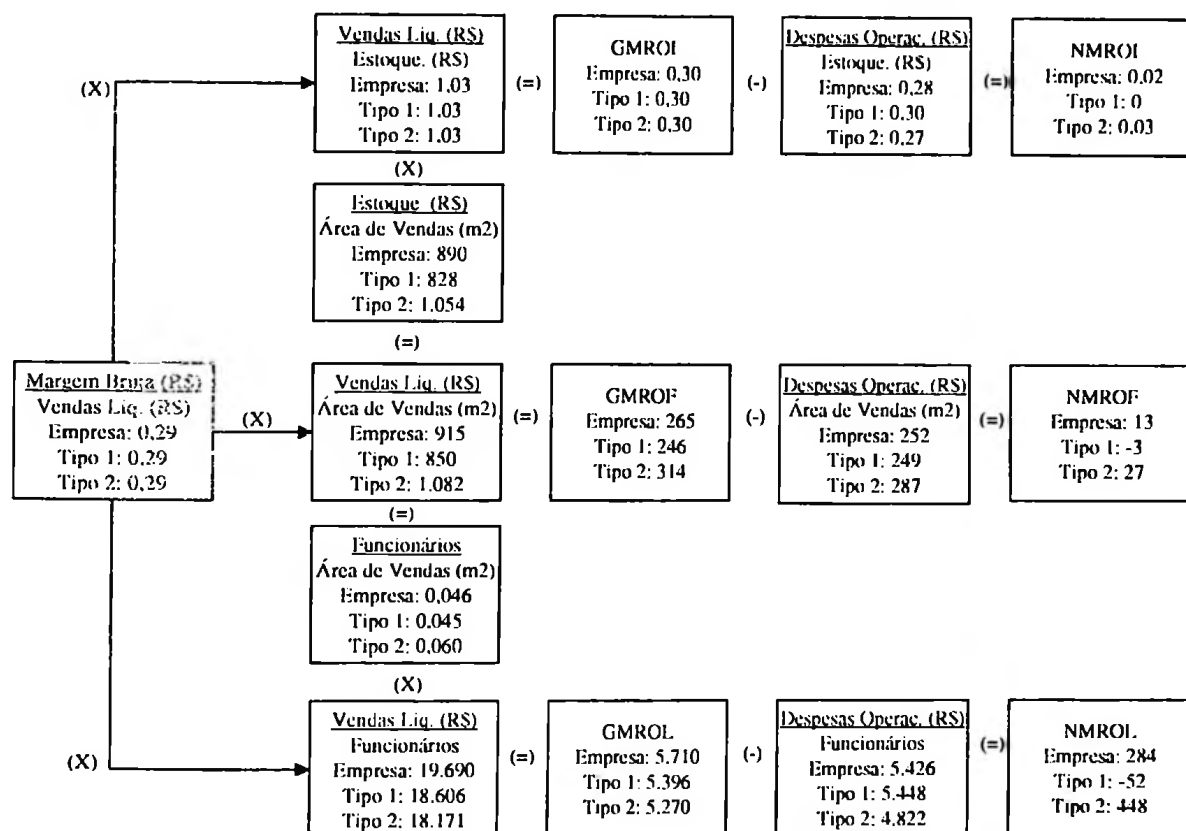 (X)
Vendas Liq. (R$)
Estoque. (R$)
Empresa: 1,03
Tipo 1: 1,03
Tipo 2: 1,03
(=)
GMROI
Empresa: 0,30
Tipo 1: 0,30
Tipo 2: 0,30
(-)
Despesas Operac. (R$)
Estoque. (R$)
Empresa: 0,28
Tipo 1: 0,30
Tipo 2: 0,27
(=)
NMROI
Empresa: 0,02
Tipo 1: 0
Tipo 2: 0,03
(X)
Estoque (R$)
Área de Vendas (m2)
Empresa: 890
Tipo 1: 828
Tipo 2: 1.054
(=)
Margem Bruta (R$)
Vendas Liq. (R$)
Empresa: 0,29
Tipo 1: 0,29
Tipo 2: 0,29
(X)
Vendas Liq. (R$)
Área de Vendas (m2)
Empresa: 915
Tipo 1: 850
Tipo 2: 1.082
(=)
GMROF
Empresa: 265
Tipo 1: 246
Tipo 2: 314
(-)
Despesas Operac. (R$)
Área de Vendas (m2)
Empresa: 252
Tipo 1: 249
Tipo 2: 287
(=)
NMROF
Empresa: 13
Tipo 1: -3
Tipo 2: 27
(=)
Funcionários
Área de Vendas (m2)
Empresa: 0,046
Tipo 1: 0,045
Tipo 2: 0,060
(X)
(X)
Vendas Liq. (R$)
Funcionários
Empresa: 19.690
Tipo 1: 18.606
Tipo 2: 18.171
(=)
GMROL
Empresa: 5.710
Tipo 1: 5.396
Tipo 2: 5.270
(-)
Despesas Operac. (R$)
Funcionários
Empresa: 5.426
Tipo 1: 5.448
Tipo 2: 4.822
(=)
NMROL
Empresa: 284
Tipo 1: -52
Tipo 2: 448